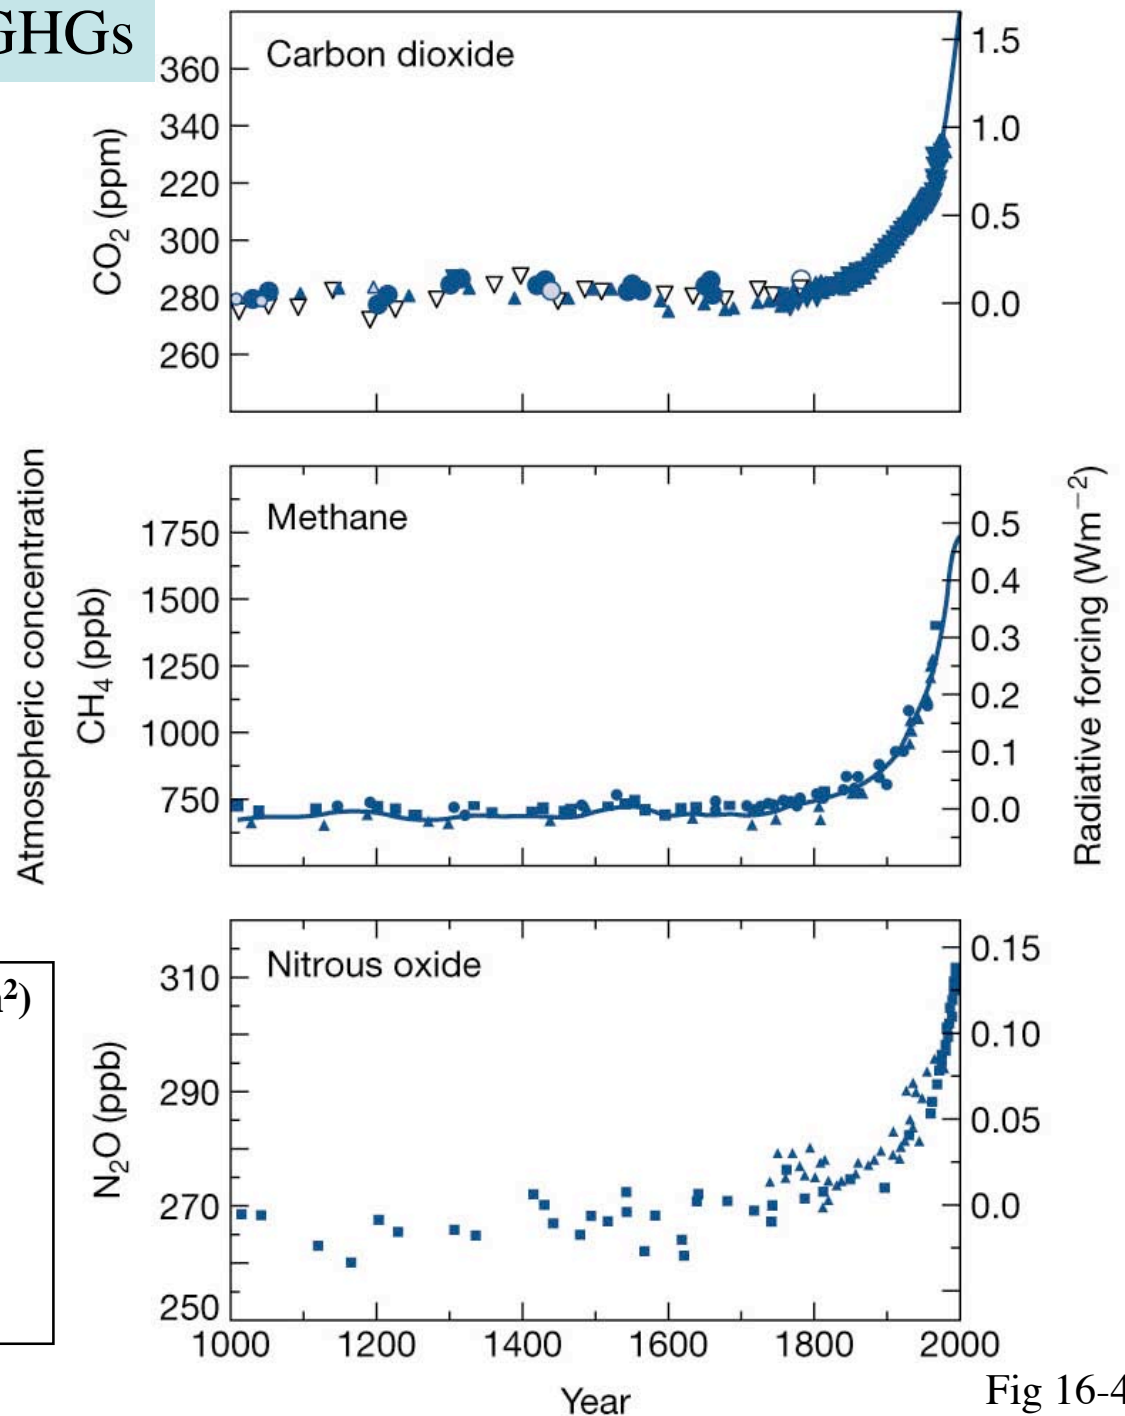 GHGs
Carbon dioxide
CO₂ (ppm)
360
340
220
300
280
260
1.5
1.0
0.5
0.0
Atmospheric concentration
Methane
CH₄ (ppb)
1750
1500
1250
1000
750
0.5
0.4
0.3
0.2
0.1
0.0
Radiative forcing (Wm⁻²)
Nitrous oxide
N₂O (ppb)
310
290
270
250
0.15
0.10
0.05
0.0
²)
1000 1200 1400 1600 1800 2000
Year
Fig 16-4